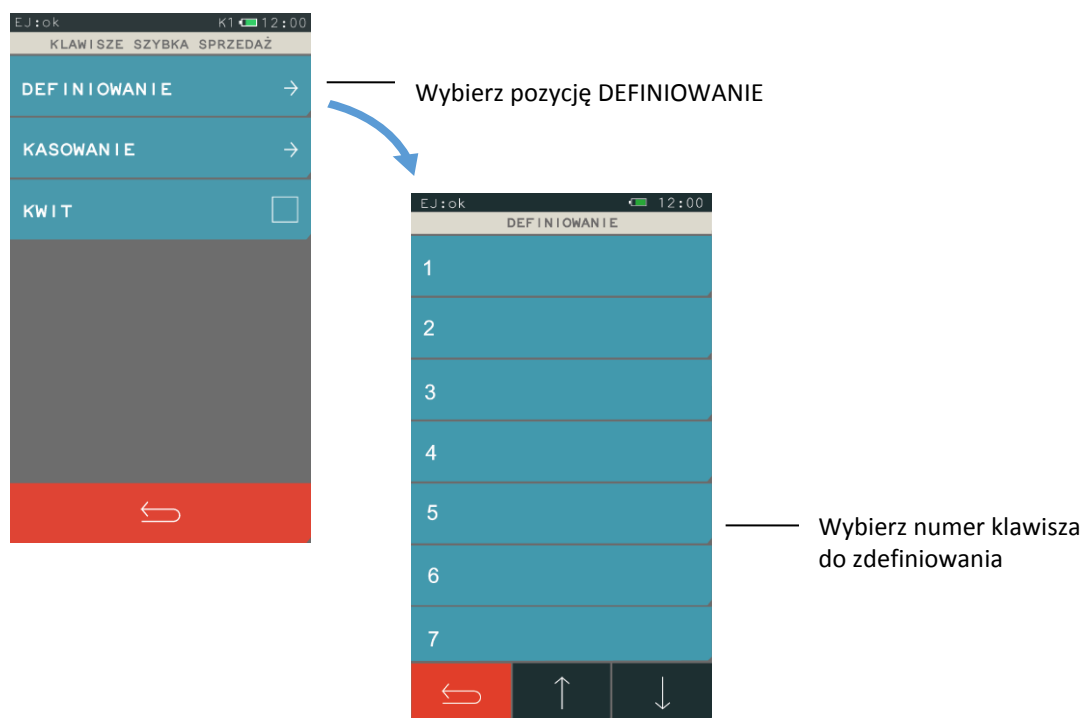 EJ:ok K1 12:00
KLAWISZE SZYBKA SPRZEDAŻ
DEFINIOWANIE
KASOWANIE
KWIT
Wybierz pozycję DEFINIOWANIE
EJ:ok 12:00
DEFINIOWANIE
1
2
3
4
5
6
7
Wybierz numer klawisza
do zdefiniowania